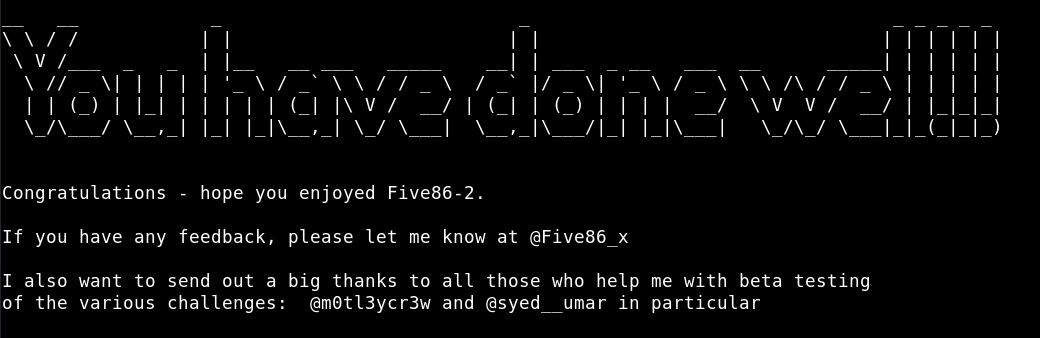 You have done well!!!
Congratulations - hope you enjoyed Five86-2.
If you have any feedback, please let me know at @Five86_x
I also want to send out a big thanks to all those who help me with beta testing
of the various challenges:  @m0tl3ycr3w and @syed__umar in particular